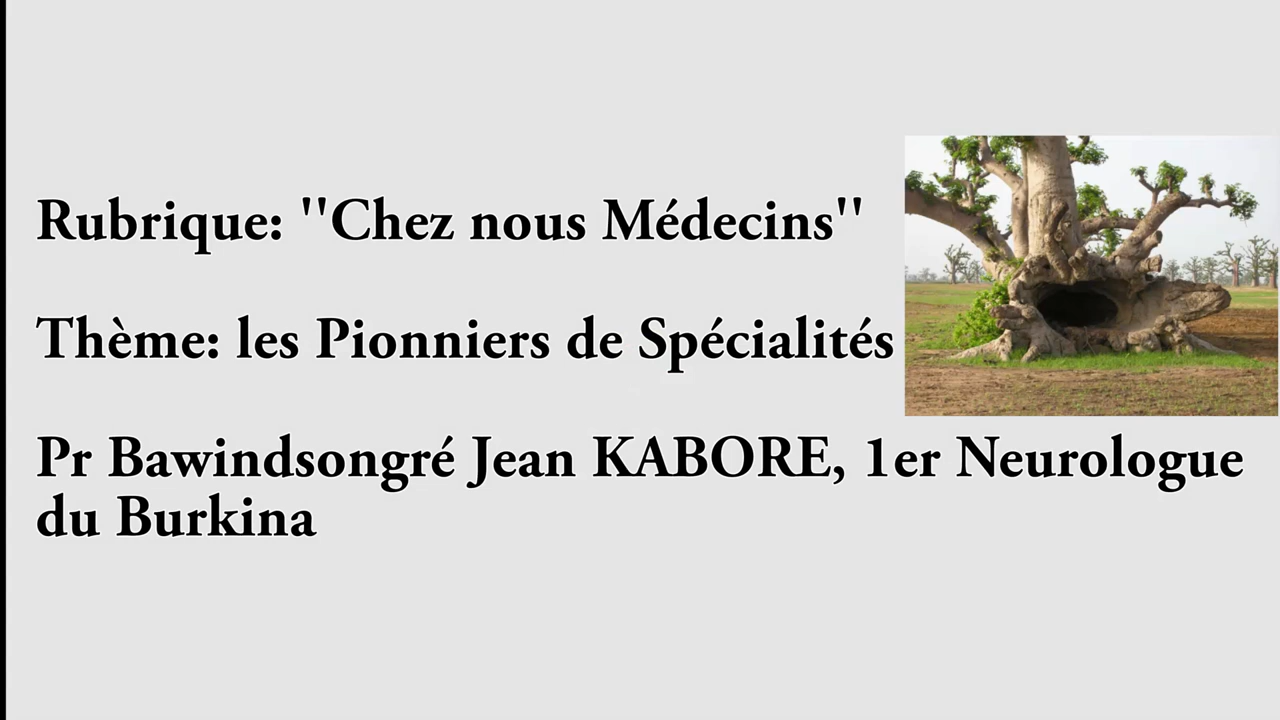 Rubrique: ''Chez nous Médecins''
Thème: les Pionniers de Spécialités
Pr Bawindsongré Jean KABORE, 1er Neurologue
du Burkina